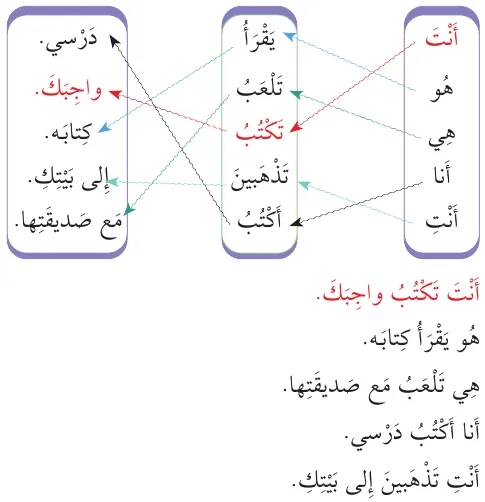 أَنْتَ
هُو
هِي
أَنا
أَنْتِ
يَقْرَأُ
تَلْعَبُ
تَكْتُبُ
تَذْهَبينَ
أَكْتُبُ
دَرْسي.
واجِبَكَ.
كِتابَه.
إِلى بَيْتِكِ.
مَع صَديقَتِها.
أَنْتَ تَكْتُبُ واجِبَكَ.
هُو يَقْرَأُ كِتابَه.
هِي تَلْعَبُ مَع صَديقَتِها.
أَنا أَكْتُبُ دَرْسي.
أَنْتِ تَذْهَبينَ إِلى بَيْتِكِ.